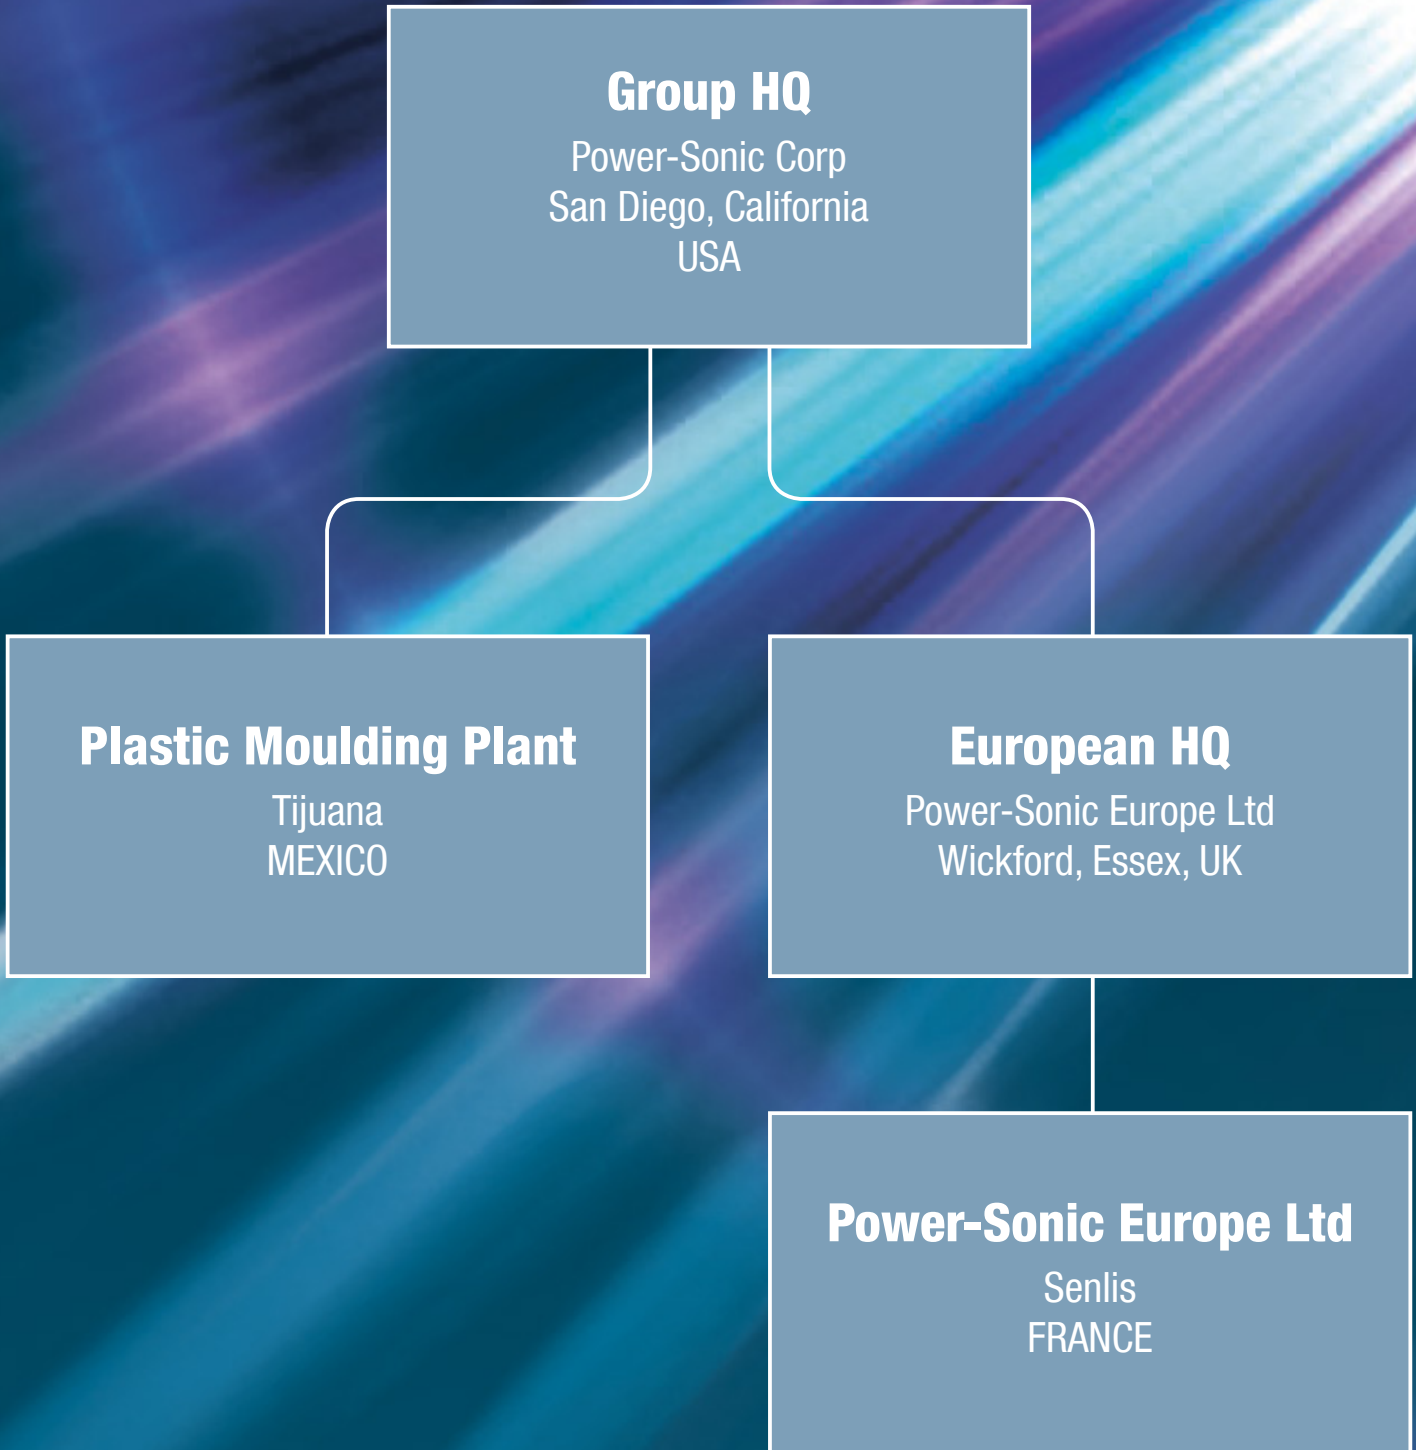 Group HQ
Power-Sonic Corp
San Diego, California
USA
Plastic Moulding Plant
Tijuana
MEXICO
European HQ
Power-Sonic Europe Ltd
Wickford, Essex, UK
Power-Sonic Europe Ltd
Senlis
FRANCE